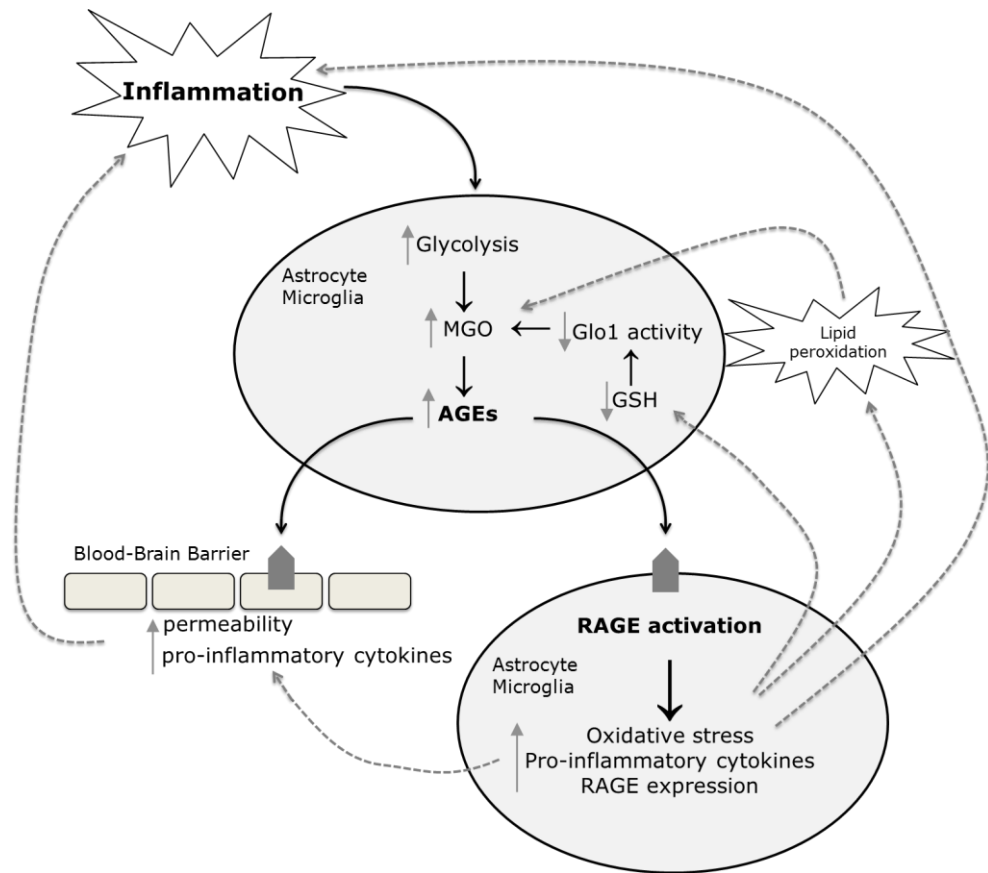 Inflammation
Glycolysis
Astrocyte
Microglia
MGO
Glo1 activity
GSH
AGEs
Lipid
peroxidation
Blood-Brain Barrier
permeability
pro-inflammatory cytokines
RAGE activation
Astrocyte
Microglia
Oxidative stress
Pro-inflammatory cytokines
RAGE expression